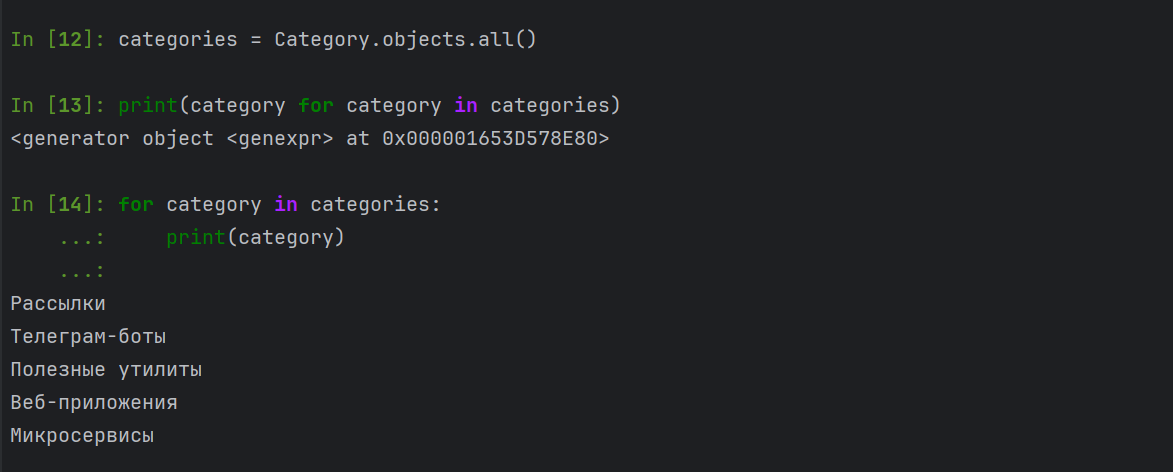 In [12]: categories = Category.objects.all()
In [13]: print(category for category in categories)
<generator object <genexpr> at 0x000001653D578E80>
In [14]: for category in categories:
    ...:     print(category)
    ...:
Рассылки
Телеграм-боты
Полезные утилиты
Веб-приложения
Микросервисы